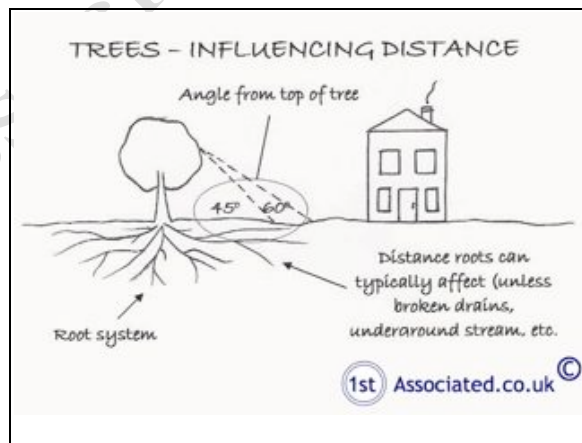 TREES – INFLUENCING DISTANCE
Angle from top of tree
45° 60°
Distance roots can
typically affect (unless
broken drains,
underground stream, etc.
Root system
1st Associated.co.uk ©